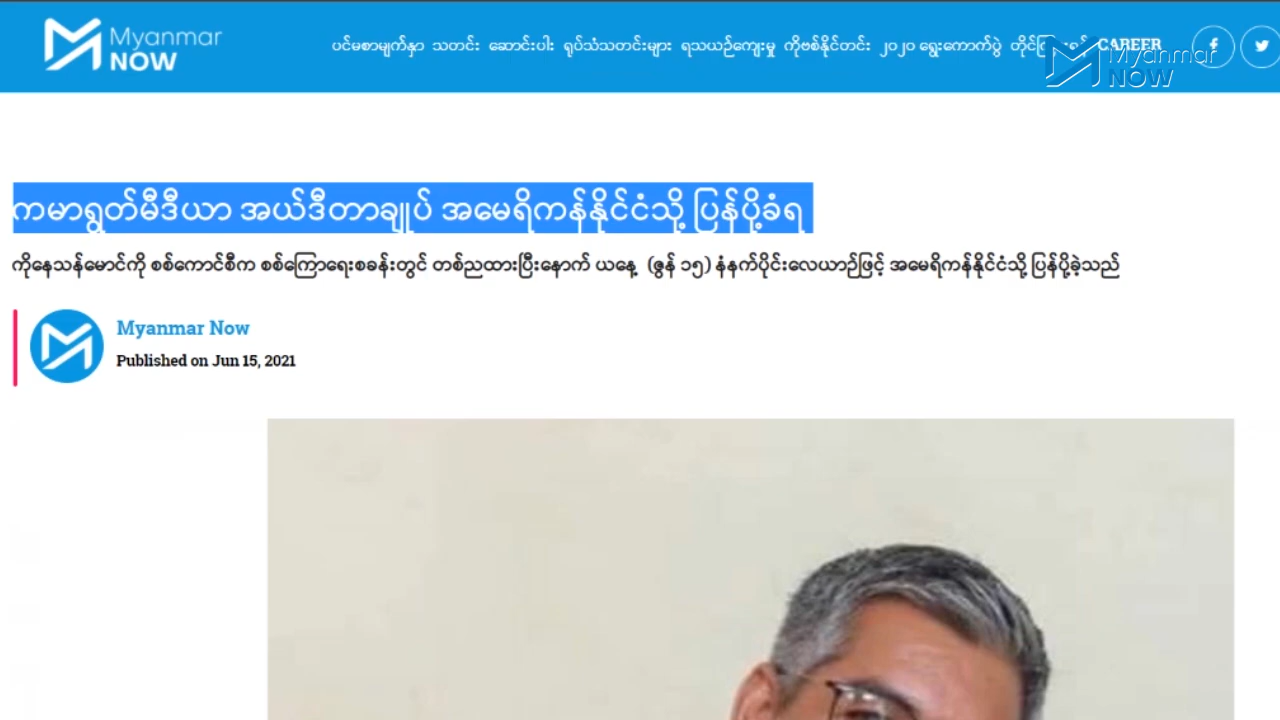 Myanmar
NOW
ပင်မစာမျက်နှာ သတင်း ဆောင်းပါး ရုပ်သံသတင်းများ ရသယဉ်ကျေးမှု ကိုဗစ်နိုင်တင်း ၂၀၂၀ ရွေးကောက်ပွဲ CAREER
Myanmar
NOW
ကမာရွတ်မီဒီယာ အယ်ဒီတာချုပ် အမေရိကန်နိုင်ငံသို့ ပြန်ပို့ခံရ
ကိုနေသန်မောင်ကို စစ်ကောင်စီက စစ်ကြောရေးစခန်းတွင် တစ်ညထားပြီးနောက် ယနေ့ (ဇွန် ၁၅) နံနက်ပိုင်းလေယာဉ်ဖြင့် အမေရိကန်နိုင်ငံသို့ ပြန်ပို့ခဲ့သည်
Myanmar Now
Published on Jun 15, 2021